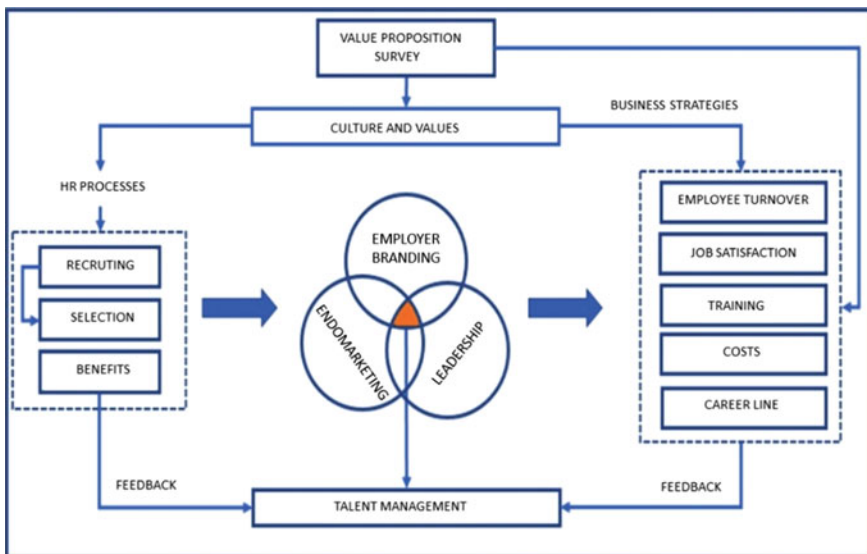 VALUE PROPOSITION
SURVEY
BUSINESS STRATEGIES
CULTURE AND VALUES
HR PROCESSES
RECRUTING
SELECTION
BENEFITS
EMPLOYER
BRANDING
ENDOMARKETING
LEADERSHIP
EMPLOYEE TURNOVER
JOB SATISFACTION
TRAINING
COSTS
CAREER LINE
FEEDBACK
FEEDBACK
TALENT MANAGEMENT